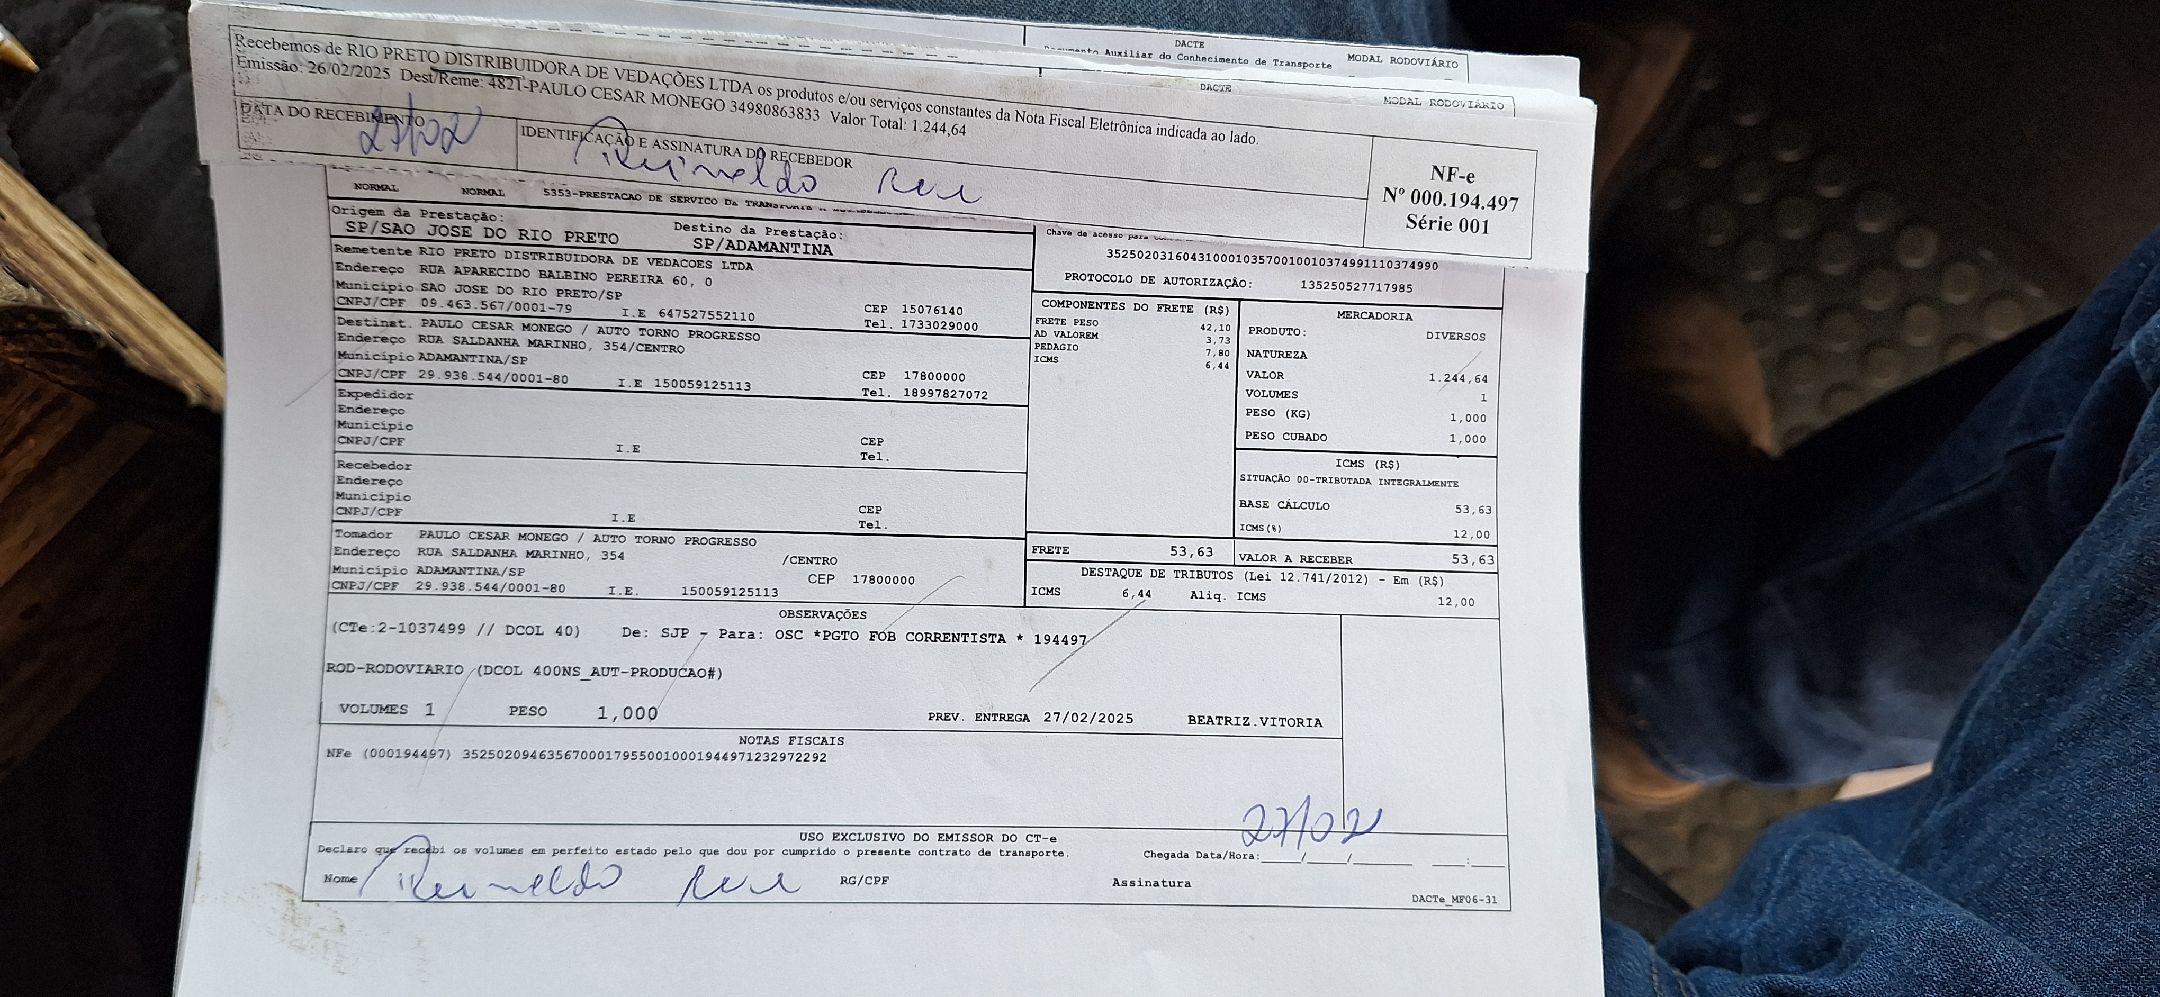 DACTE
Auxiliar do Conhecimento de Transporte MODAL RODOVIÁRIO
DACTE
MODAL RODOVIÁRIO
Recebemos de RIO PRETO DISTRIBUIDORA DE VEDAÇÕES LTDA os produtos e/ou serviços constantes da Nota Fiscal Eletrônica indicada ao lado.
Emissão: 26/02/2025 Dest/Reme: 4821-PAULO CESAR MONEGO 34980863833 Valor Total: 1.244,64
DATA DO RECEBIMENTO
27/02
IDENTIFICAÇÃO E ASSINATURA DO RECEBEDOR
Reinaldo
NF-e
Nº 000.194.497
Série 001
NORMAL NORMAL 5353-PRESTACAO DE SERVICO DE
Origem da Prestação:
SP/SAO JOSE DO RIO PRETO
Destino da Prestação:
SP/ADAMANTINA
Chave de acesso para
35250203160431000103570010010374991110374990
PROTOCOLO DE AUTORIZAÇÃO: 135250527717985
Remetente RIO PRETO DISTRIBUIDORA DE VEDACOES LTDA
Endereço RUA APARECIDO BALBINO PEREIRA 60, 0
Município SAO JOSE DO RIO PRETO/SP CEP 15076140
CNPJ/CPF 09.463.567/0001-79 I.E 647527552110 Tel. 1733029000
Destinat. PAULO CESAR MONEGO / AUTO TORNO PROGRESSO
Endereço RUA SALDANHA MARINHO, 354/CENTRO
Município ADAMANTINA/SP CEP 17800000
CNPJ/CPF 29.938.544/0001-80 I.E 150059125113 Tel. 18997827072
Expedidor
Endereço
Município
CEP
CNPJ/CPF I.E Tel.
Recebedor
Endereço
Município
CEP
CNPJ/CPF I.E Tel.
Tomador PAULO CESAR MONEGO / AUTO TORNO PROGRESSO
Endereço RUA SALDANHA MARINHO, 354 /CENTRO
Município ADAMANTINA/SP CEP 17800000
CNPJ/CPF 29.938.544/0001-80 I.E. 150059125113
COMPONENTES DO FRETE (R$)
FRETE PESO 42,10
AD VALOREM 3,73
PEDAGIO 7,80
ICMS 6,44
MERCADORIA
PRODUTO: DIVERSOS
NATUREZA
VALOR 1.244,64
VOLUMES 1
PESO (KG) 1,000
PESO CUBADO 1,000
ICMS (R$)
SITUAÇÃO 00-TRIBUTADA INTEGRALMENTE
BASE CÁLCULO 53,63
ICMS(%) 12,00
FRETE 53,63
VALOR A RECEBER 53,63
DESTAQUE DE TRIBUTOS (Lei 12.741/2012) - Em (R$)
ICMS 6,44 Aliq. ICMS 12,00
OBSERVAÇÕES
(CTe:2-1037499 // DCOL 40) De: SJP - Para: OSC *PGTO FOB CORRENTISTA * 194497
ROD-RODOVIARIO (DCOL 400NS_AUT-PRODUCAO#)
VOLUMES 1 PESO 1,000 PREV. ENTREGA 27/02/2025 BEATRIZ.VITORIA
NOTAS FISCAIS
NFe (000194497) 35250209463567000179550010001944971232972292
27/02
USO EXCLUSIVO DO EMISSOR DO CT-e
Declaro que recebi os volumes em perfeito estado pelo que dou por cumprido o presente contrato de transporte. Chegada Data/Hora:____/____/______ ___:___
Nome Reinaldo RG/CPF Assinatura
DACTe_MF06-31